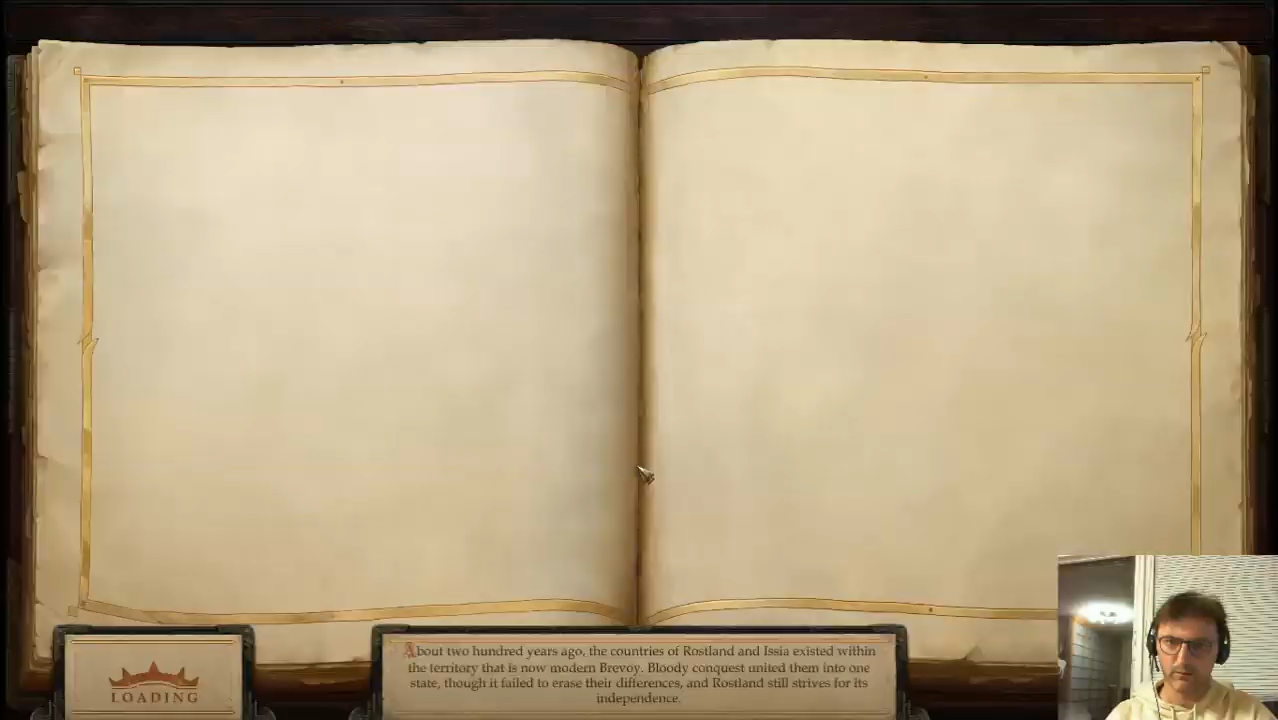 About two hundred years ago, the countries of Rostland and Issia existed within
the territory that is now modern Brevoy. Bloody conquest united them into one
state, though it failed to erase their differences, and Rostland still strives for its
independence.
LOADING